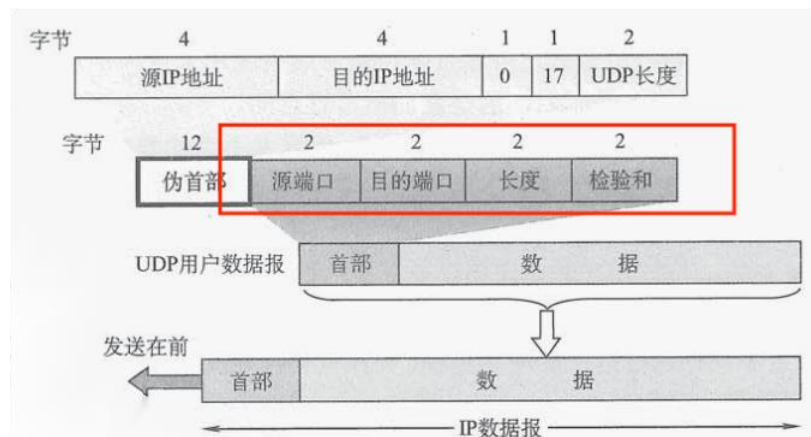 字节 4 4 1 1 2
源IP地址 目的IP地址 0 17 UDP长度
字节 12 2 2 2 2
伪首部 源端口 目的端口 长度 检验和
UDP用户数据报 首部 数 据
发送在前
首部 数 据
IP数据报